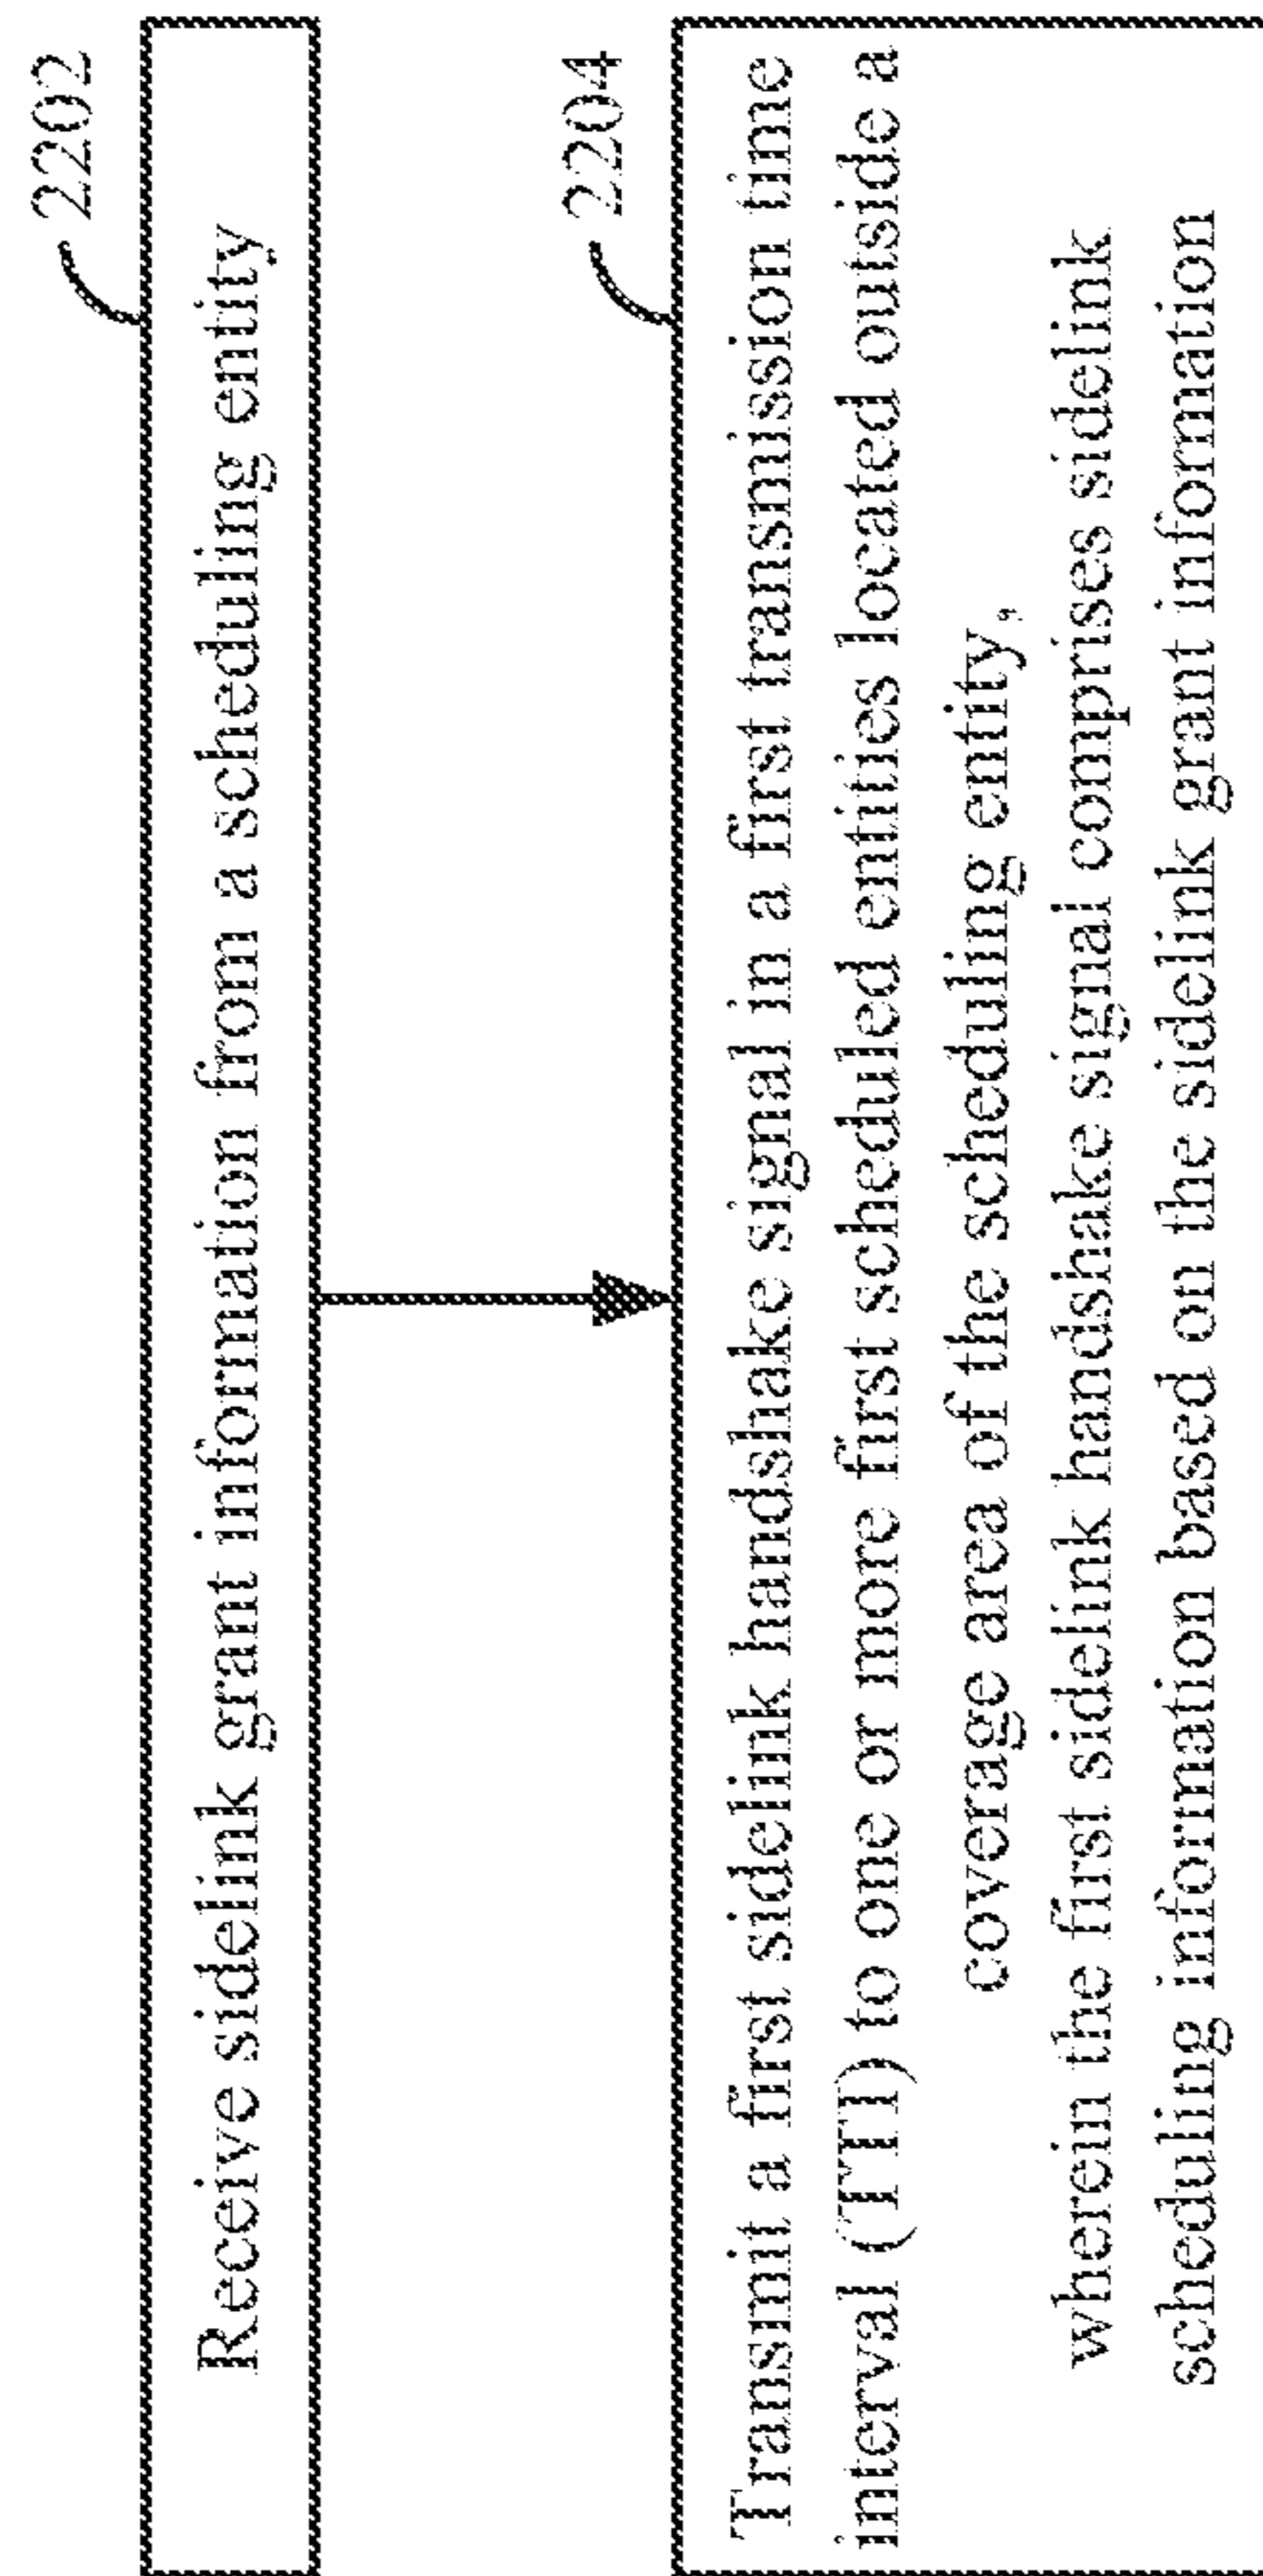 2202
Receive sidelink grant information from a scheduling entity
2204
Transmit a first sidelink handshake signal in a first transmission time
interval (TTI) to one or more first scheduled entities located outside a
coverage area of the scheduling entity,
wherein the first sidelink handshake signal comprises sidelink
scheduling information based on the sidelink grant information